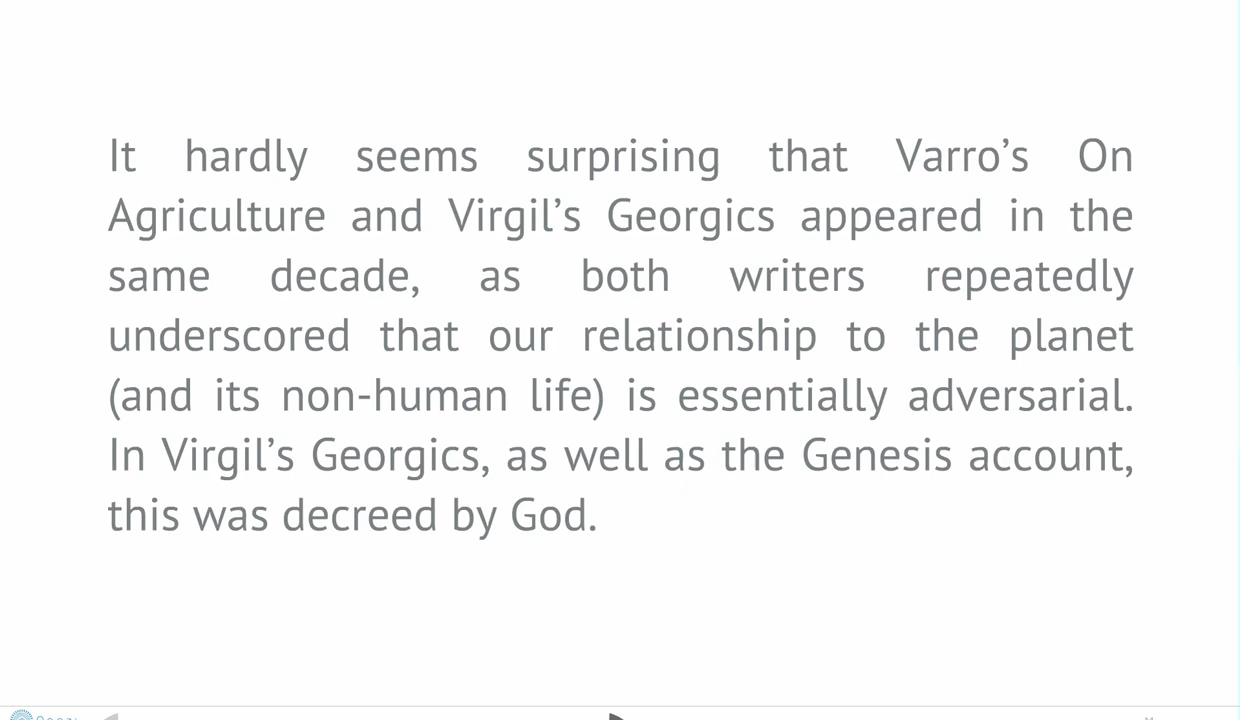 It hardly seems surprising that Varro’s On
Agriculture and Virgil’s Georgics appeared in the
same decade, as both writers repeatedly
underscored that our relationship to the planet
(and its non-human life) is essentially adversarial.
In Virgil’s Georgics, as well as the Genesis account,
this was decreed by God.